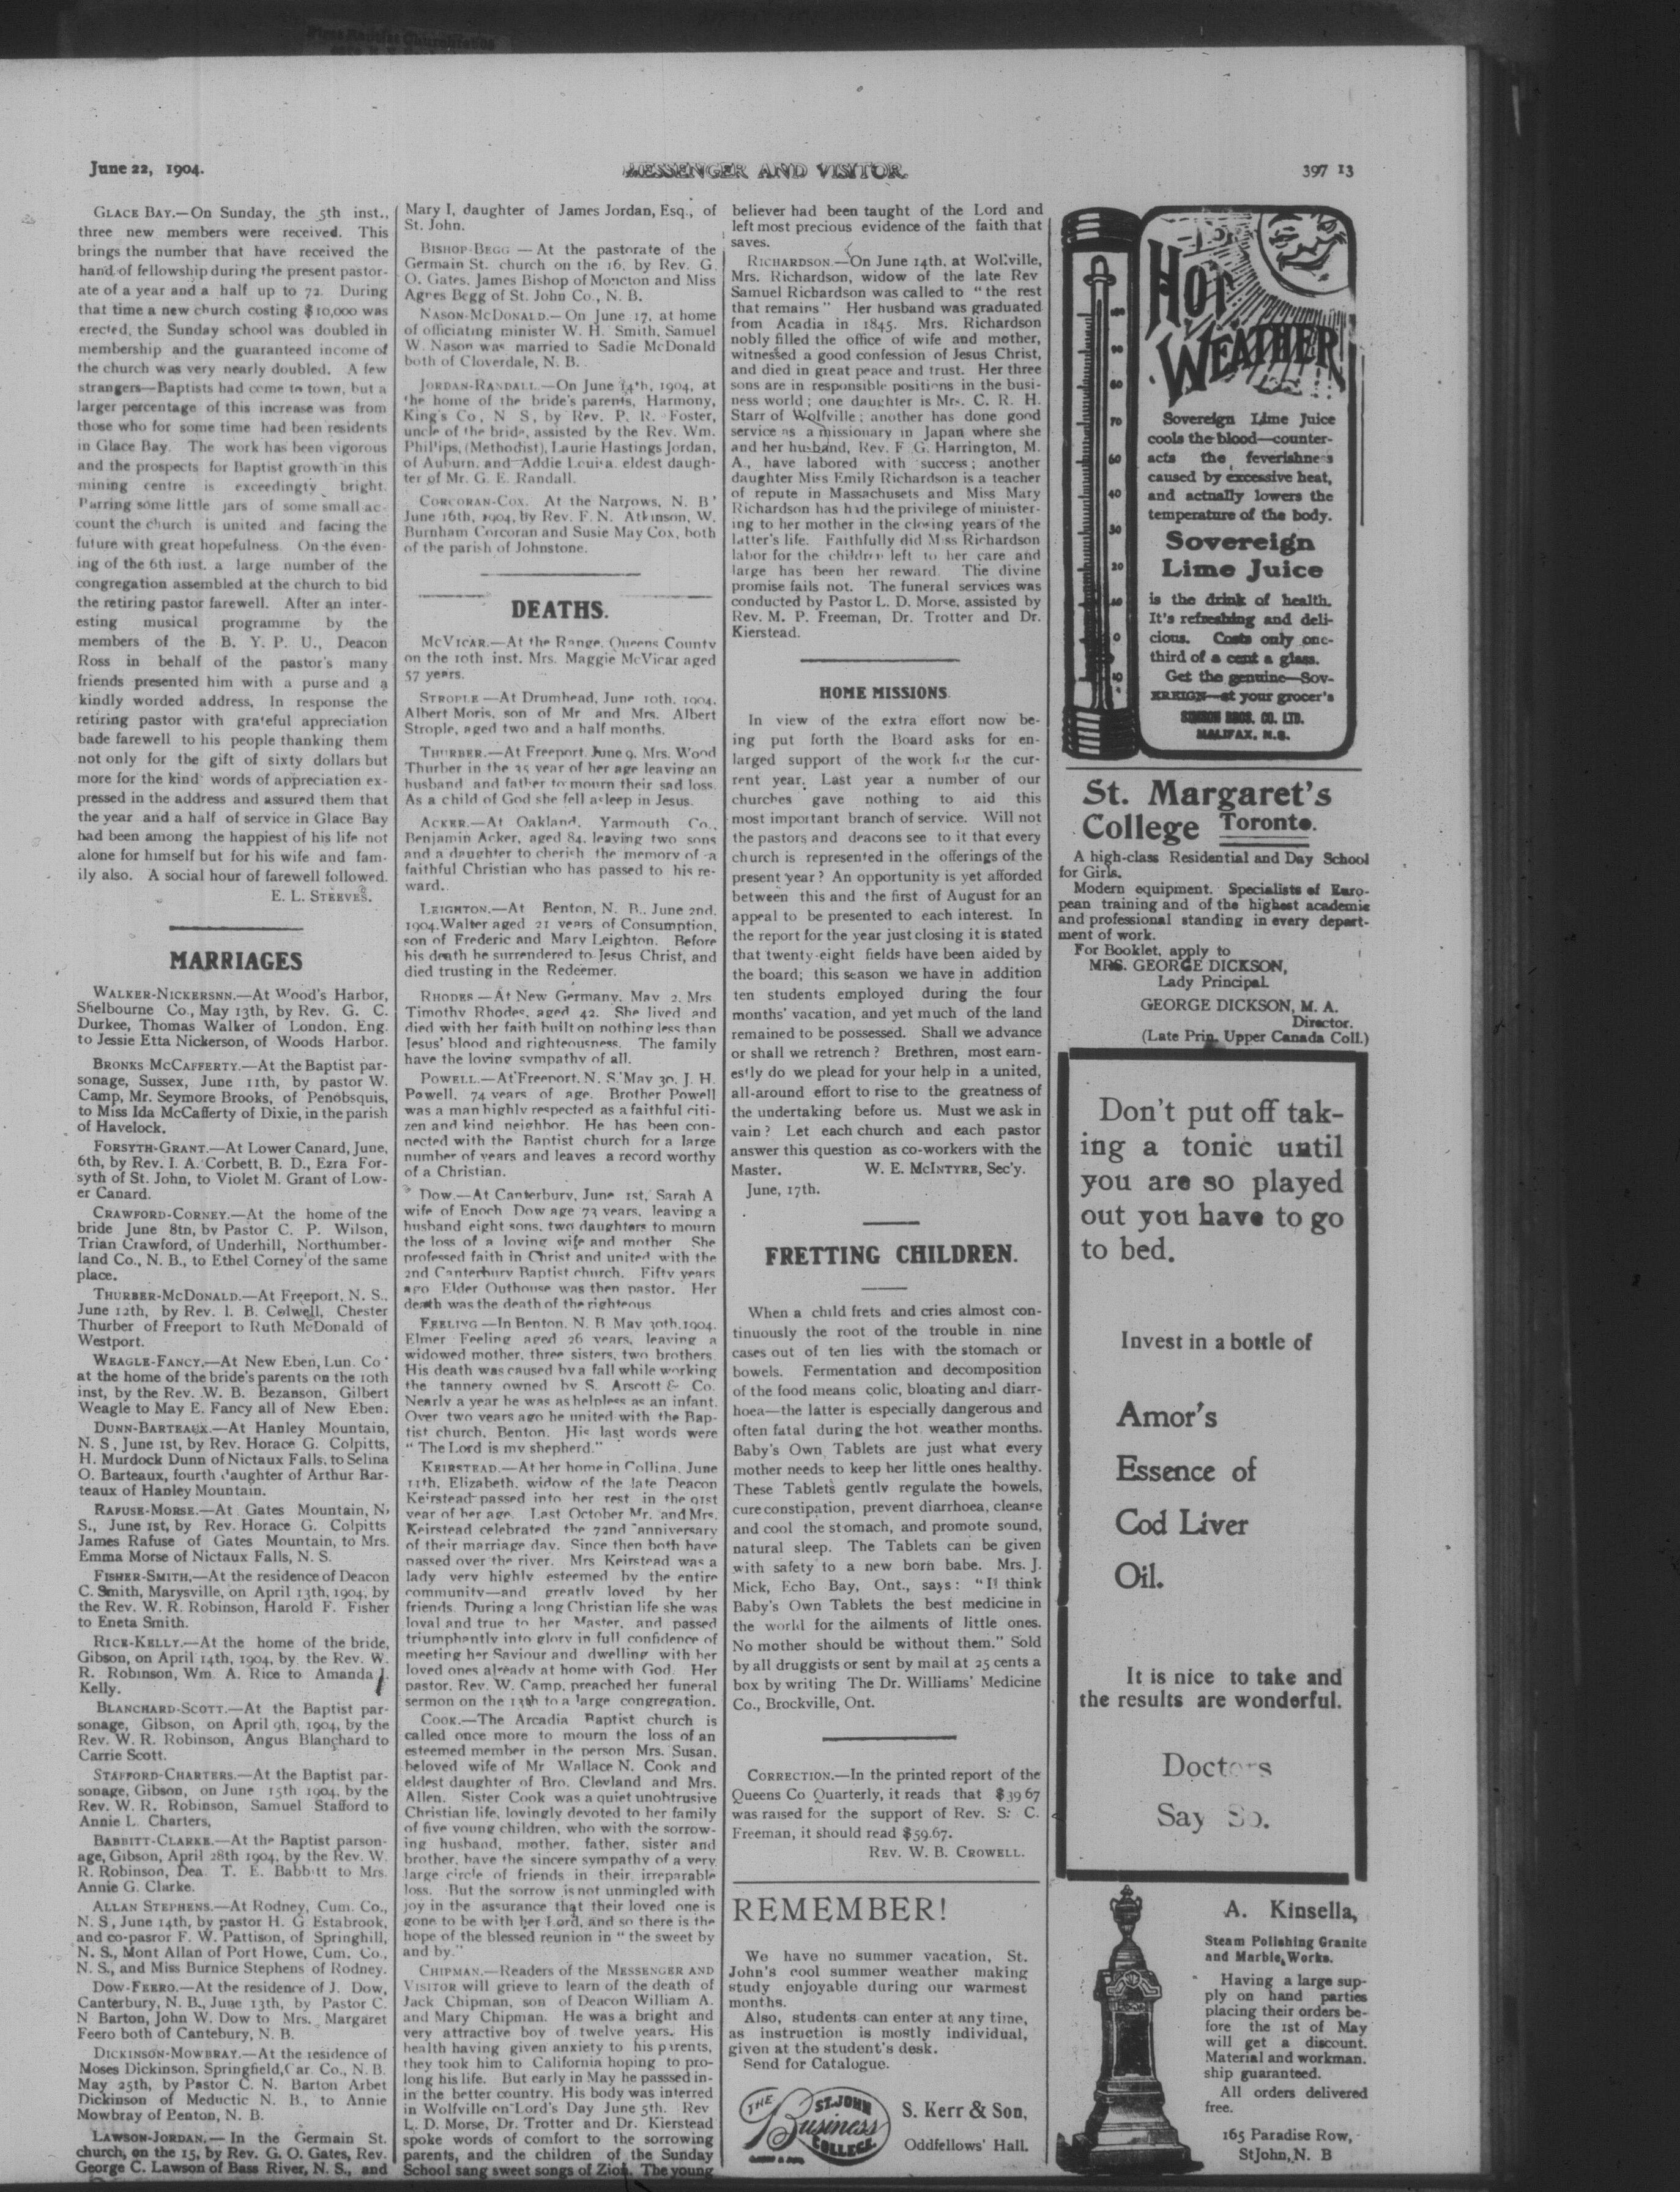 June 22, 1904.
MESSENGER AND VISITOR
397 13
GLACE BAY.—On Sunday, the 5th inst.,
three new members were received. This
brings the number that have received the
hand of fellowship during the present pastor-
ate of a year and a half up to 72. During
that time a new church costing $10,000 was
erected, the Sunday school was doubled in
membership and the guaranteed income of
the church was very nearly doubled. A few
strangers—Baptists had come to town, but a
larger percentage of this increase was from
those who for some time had been residents
in Glace Bay. The work has been vigorous
and the prospects for Baptist growth in this
mining centre is exceedingly bright.
Parring some little jars of some small ac-
count the church is united and facing the
future with great hopefulness. On the even-
ing of the 6th inst. a large number of the
congregation assembled at the church to bid
the retiring pastor farewell. After an inter-
esting musical programme by the
members of the B. Y. P. U., Deacon
Ross in behalf of the pastor's many
friends presented him with a purse and a
kindly worded address, In response the
retiring pastor with grateful appreciation
bade farewell to his people thanking them
not only for the gift of sixty dollars but
more for the kind words of appreciation ex-
pressed in the address and assured them that
the year and a half of service in Glace Bay
had been among the happiest of his life not
alone for himself but for his wife and fam-
ily also. A social hour of farewell followed.
E. L. STEEVES.
MARRIAGES
WALKER-NICKERSNN.—At Wood's Harbor,
Shelbourne Co., May 13th, by Rev. G. C.
Durkee, Thomas Walker of London, Eng.
to Jessie Etta Nickerson, of Woods Harbor.
BRONKS MCCAFFERTY.—At the Baptist par-
sonage, Sussex, June 11th, by pastor W.
Camp, Mr. Seymore Brooks, of Penobsquis,
to Miss Ida McCafferty of Dixie, in the parish
of Havelock.
FORSYTH-GRANT.—At Lower Canard, June,
6th, by Rev. I. A. Corbett, B. D., Ezra For-
syth of St. John, to Violet M. Grant of Low-
er Canard.
CRAWFORD-CORNEY.—At the home of the
bride June 8tn, by Pastor C. P. Wilson,
Trian Crawford, of Underhill, Northumber-
land Co., N. B., to Ethel Corney of the same
place.
THURBER-MCDONALD.—At Freeport, N. S.,
June 12th, by Rev. I. B. Colwell, Chester
Thurber of Freeport to Ruth McDonald of
Westport.
WEAGLE-FANCY.—At New Eben, Lun. Co'
at the home of the bride's parents on the 10th
inst, by the Rev. W. B. Bezanson, Gilbert
Weagle to May E. Fancy all of New Eben.
DUNN-BARTEAUX.—At Hanley Mountain,
N. S, June 1st, by Rev. Horace G. Colpitts,
H. Murdock Dunn of Nictaux Falls, to Selina
O. Barteaux, fourth daughter of Arthur Bar-
teaux of Hanley Mountain.
RAFUSE-MORSE.—At Gates Mountain, N.
S., June 1st, by Rev. Horace G. Colpitts
James Rafuse of Gates Mountain, to Mrs.
Emma Morse of Nictaux Falls, N. S.
FISHER-SMITH,—At the residence of Deacon
C. Smith, Marysville, on April 13th, 1904, by
the Rev. W. R. Robinson, Harold F. Fisher
to Eneta Smith.
RICE-KELLY.—At the home of the bride,
Gibson, on April 14th, 1904, by the Rev. W.
R. Robinson, Wm. A. Rice to Amanda J.
Kelly.
BLANCHARD-SCOTT.—At the Baptist par-
sonage, Gibson, on April 9th, 1904, by the
Rev. W. R. Robinson, Angus Blanchard to
Carrie Scott.
STAFFORD-CHARTERS.—At the Baptist par-
sonage, Gibson, on June 15th 1904, by the
Rev. W. R. Robinson, Samuel Stafford to
Annie L. Charters,
BABBITT-CLARKE.—At the Baptist parson-
age, Gibson, April 28th 1904, by the Rev. W.
R. Robinson, Dea. T. E. Babbitt to Mrs.
Annie G. Clarke.
ALLAN STEPHENS.—At Rodney, Cum. Co.,
N. S, June 14th, by pastor H. G Estabrook,
and co-pasror F. W. Pattison, of Springhill,
N. S., Mont Allan of Port Howe, Cum. Co.,
N. S., and Miss Burnice Stephens of Rodney.
DOW-FEERO.—At the residence of J. Dow,
Canterbury, N. B., June 13th, by Pastor C.
N Barton, John W. Dow to Mrs. Margaret
Feero both of Cantebury, N. B.
DICKINSON-MOWBRAY.—At the residence of
Moses Dickinson, Springfield, Car. Co., N. B.
May 25th, by Pastor C. N. Barton Arbet
Dickinson of Meductic N. B., to Annie
Mowbray of Penton, N. B.
LAWSON-JORDAN.— In the Germain St.
church, on the 15, by Rev. G. O. Gates, Rev.
George C. Lawson of Bass River, N. S., and
Mary I, daughter of James Jordan, Esq., of
St. John.
BISHOP-BEGG — At the pastorate of the
Germain St. church on the 16, by Rev. G.
O. Gates, James Bishop of Moncton and Miss
Agres Begg of St. John Co., N. B.
NASON-MCDONALD.—On June 17, at home
of officiating minister W. H. Smith, Samuel
W. Nason was married to Sadie McDonald
both of Cloverdale, N. B.
JORDAN-RANDALL.—On June 14th, 1904, at
the home of the bride's parents, Harmony,
King's Co, N S, by Rev. P. R. Foster,
uncle of the bride, assisted by the Rev. Wm.
Philips, (Methodist), Laurie Hastings Jordan,
of Auburn, and Addie Louisa, eldest daugh-
ter of Mr. G. E. Randall.
CORCORAN-COX. At the Narrows, N. B'
June 16th, 1904, by Rev. F. N. Atkinson, W.
Burnham Corcoran and Susie May Cox, both
of the parish of Johnstone.
DEATHS.
MCVICAR.—At the Range, Queens County
on the 10th inst. Mrs. Maggie McVicar aged
57 years.
STROPLE —At Drumhead, June 10th, 1904,
Albert Moris, son of Mr and Mrs. Albert
Strople, aged two and a half months.
THURBER.—At Freeport, June 9, Mrs. Wood
Thurber in the 35 year of her age leaving an
husband and father to mourn their sad loss.
As a child of God she fell asleep in Jesus.
ACKER.—At Oakland, Yarmouth Co.,
Benjamin Acker, aged 84, leaving two sons
and a daughter to cherish the memory of a
faithful Christian who has passed to his re-
ward.
LEIGHTON.—At Benton, N. B., June 2nd,
1904, Walter aged 21 years of Consumption,
son of Frederic and Mary Leighton. Before
his death he surrendered to Jesus Christ, and
died trusting in the Redeemer.
RHODES.—At New Germany, May 2, Mrs.
Timothy Rhodes, aged 42. She lived and
died with her faith built on nothing less than
Jesus' blood and righteousness. The family
have the loving sympathy of all.
POWELL.—At Freeport, N. S. May 30, J. H.
Powell, 74 years of age. Brother Powell
was a man highly respected as a faithful citi-
zen and kind neighbor. He has been con-
nected with the Baptist church for a large
number of years and leaves a record worthy
of a Christian.
DOW.—At Canterbury, June 1st, Sarah A
wife of Enoch Dow age 73 years, leaving a
husband eight sons, two daughters to mourn
the loss of a loving wife and mother. She
professed faith in Christ and united with the
2nd Canterbury Baptist church. Fifty years
ago Elder Outhouse was then pastor. Her
death was the death of the righteous
FEELING—In Benton, N. B. May 30th, 1904,
Elmer Feeling aged 26 years, leaving a
widowed mother, three sisters, two brothers.
His death was caused by a fall while working
the tannery owned by S. Arscott & Co.
Nearly a year he was as helpless as an infant.
Over two years ago he united with the Bap-
tist church, Benton. His last words were
"The Lord is my shepherd."
KEIRSTEAD.—At her home in Collina, June
11th, Elizabeth, widow of the late Deacon
Keirstead passed into her rest in the 91st
year of her age. Last October Mr. and Mrs.
Keirstead celebrated the 72nd anniversary
of their marriage day. Since then both have
passed over the river. Mrs Keirstead was a
lady very highly esteemed by the entire
community—and greatly loved by her
friends. During a long Christian life she was
loyal and true to her Master, and passed
triumphantly into glory in full confidence of
meeting her Saviour and dwelling with her
loved ones already at home with God. Her
pastor, Rev. W. Camp, preached her funeral
sermon on the 13th to a large congregation.
COOK.—The Arcadia Baptist church is
called once more to mourn the loss of an
esteemed member in the person Mrs. Susan,
beloved wife of Mr Wallace N. Cook and
eldest daughter of Bro. Clevland and Mrs.
Allen. Sister Cook was a quiet unobtrusive
Christian life, lovingly devoted to her family
of five young children, who with the sorrow-
ing husband, mother, father, sister and
brother, have the sincere sympathy of a very
large circle of friends in their irreparable
loss. But the sorrow is not unmingled with
joy in the assurance that their loved one is
gone to be with her Lord, and so there is the
hope of the blessed reunion in "the sweet by
and by."
CHIPMAN.—Readers of the MESSENGER AND
VISITOR will grieve to learn of the death of
Jack Chipman, son of Deacon William A.
and Mary Chipman. He was a bright and
very attractive boy of twelve years. His
health having given anxiety to his parents,
they took him to California hoping to pro-
long his life. But early in May he passsed in-
in the better country. His body was interred
in Wolfville on Lord's Day June 5th. Rev
L. D. Morse, Dr. Trotter and Dr. Kierstead
spoke words of comfort to the sorrowing
parents, and the children of the Sunday
School sang sweet songs of Zion. The young
believer had been taught of the Lord and
left most precious evidence of the faith that
saves.
RICHARDSON.—On June 14th, at Wolfville,
Mrs. Richardson, widow of the late Rev
Samuel Richardson was called to "the rest
that remains" Her husband was graduated
from Acadia in 1845. Mrs. Richardson
nobly filled the office of wife and mother,
witnessed a good confession of Jesus Christ,
and died in great peace and trust. Her three
sons are in responsible positions in the busi-
ness world; one daughter is Mrs. C. R. H.
Starr of Wolfville; another has done good
service as a missionary in Japan where she
and her husband, Rev. F G. Harrington, M.
A., have labored with success; another
daughter Miss Emily Richardson is a teacher
of repute in Massachusets and Miss Mary
Richardson has had the privilege of minister-
ing to her mother in the closing years of the
latter's life. Faithfully did Miss Richardson
labor for the children left to her care and
large has been her reward. The divine
promise fails not. The funeral services was
conducted by Pastor L. D. Morse, assisted by
Rev. M. P. Freeman, Dr. Trotter and Dr.
Kierstead.
HOME MISSIONS.
In view of the extra effort now be-
ing put forth the Board asks for en-
larged support of the work for the cur-
rent year. Last year a number of our
churches gave nothing to aid this
most important branch of service. Will not
the pastors and deacons see to it that every
church is represented in the offerings of the
present year? An opportunity is yet afforded
between this and the first of August for an
appeal to be presented to each interest. In
the report for the year just closing it is stated
that twenty-eight fields have been aided by
the board; this season we have in addition
ten students employed during the four
months' vacation, and yet much of the land
remained to be possessed. Shall we advance
or shall we retrench? Brethren, most earn-
estly do we plead for your help in a united,
all-around effort to rise to the greatness of
the undertaking before us. Must we ask in
vain? Let each church and each pastor
answer this question as co-workers with the
Master. W. E. MCINTYRE, Sec'y.
June, 17th.
FRETTING CHILDREN.
When a child frets and cries almost con-
tinuously the root of the trouble in nine
cases out of ten lies with the stomach or
bowels. Fermentation and decomposition
of the food means colic, bloating and diarr-
hoea—the latter is especially dangerous and
often fatal during the hot weather months.
Baby's Own Tablets are just what every
mother needs to keep her little ones healthy.
These Tablets gently regulate the bowels,
cure constipation, prevent diarrhoea, cleanse
and cool the stomach, and promote sound,
natural sleep. The Tablets can be given
with safety to a new born babe. Mrs. J.
Mick, Echo Bay, Ont., says: "I think
Baby's Own Tablets the best medicine in
the world for the ailments of little ones.
No mother should be without them." Sold
by all druggists or sent by mail at 25 cents a
box by writing The Dr. Williams' Medicine
Co., Brockville, Ont.
CORRECTION.—In the printed report of the
Queens Co Quarterly, it reads that $39 67
was raised for the support of Rev. S. C.
Freeman, it should read $59.67.
REV. W. B. CROWELL.
REMEMBER!
We have no summer vacation, St.
John's cool summer weather making
study enjoyable during our warmest
months.
Also, students can enter at any time,
as instruction is mostly individual,
given at the student's desk.
Send for Catalogue.
THE
ST. JOHN
Business
COLLEGE
S. Kerr & Son,
Oddfellows' Hall.
HOT
WEATHER
100
90
80
70
60
40
30
20
10
0
10
Sovereign Lime Juice
cools the blood—counter-
acts the feverishness
caused by excessive heat,
and actually lowers the
temperature of the body.
Sovereign
Lime Juice
is the drink of health.
It's refreshing and deli-
cious. Costs only one-
third of a cent a glass.
Get the genuine—Sov-
EREIGN—at your grocer's
SIMSON BROS. CO. LTD.
HALIFAX, N.S.
St. Margaret's
College Toronto.
A high-class Residential and Day School
for Girls.
Modern equipment. Specialists of Euro-
pean training and of the highest academic
and professional standing in every depart-
ment of work.
For Booklet, apply to
MRS. GEORGE DICKSON,
Lady Principal.
GEORGE DICKSON, M. A.
Director.
(Late Prin. Upper Canada Coll.)
Don't put off tak-
ing a tonic until
you are so played
out you have to go
to bed.
Invest in a bottle of
Amor's
Essence of
Cod Liver
Oil.
It is nice to take and
the results are wonderful.
Doctors
Say So.
A. Kinsella,
Steam Polishing Granite
and Marble Works.
Having a large sup-
ply on hand parties
placing their orders be-
fore the 1st of May
will get a discount.
Material and workman.
ship guaranteed.
All orders delivered
free.
165 Paradise Row,
St John, N. B